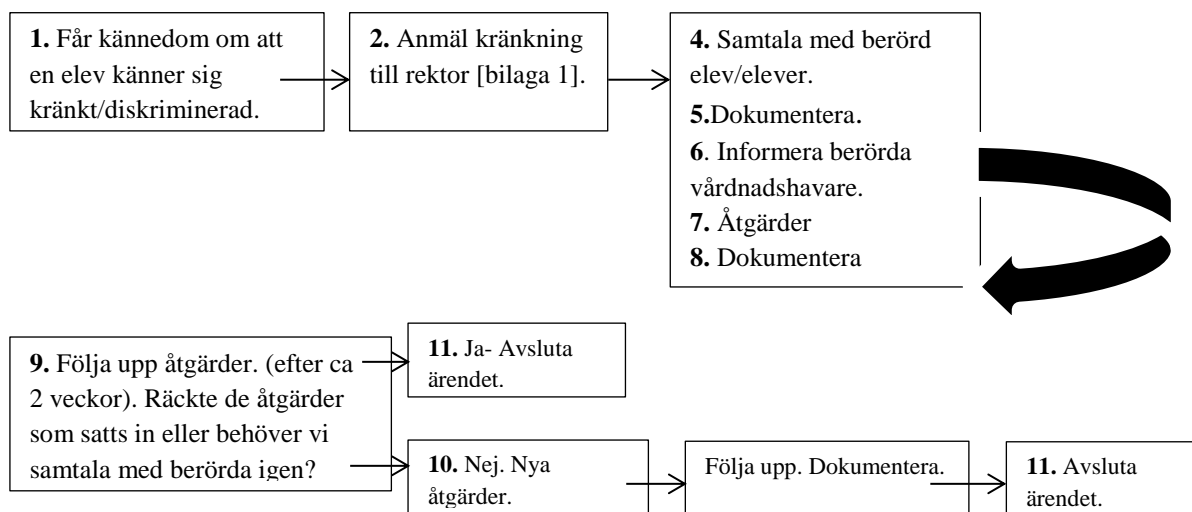 1. Får kännedom om att
en elev känner sig
kränkt/diskriminerad.
2. Anmäl kränkning
till rektor [bilaga 1].
4. Samtala med berörd
elev/elever.
5.Dokumentera.
6. Informera berörda
vårdnadshavare.
7. Åtgärder
8. Dokumentera
9. Följa upp åtgärder. (efter ca
2 veckor). Räckte de åtgärder
som satts in eller behöver vi
samtala med berörda igen?
11. Ja- Avsluta
ärendet.
10. Nej. Nya
åtgärder.
Följa upp. Dokumentera.
11. Avsluta
ärendet.